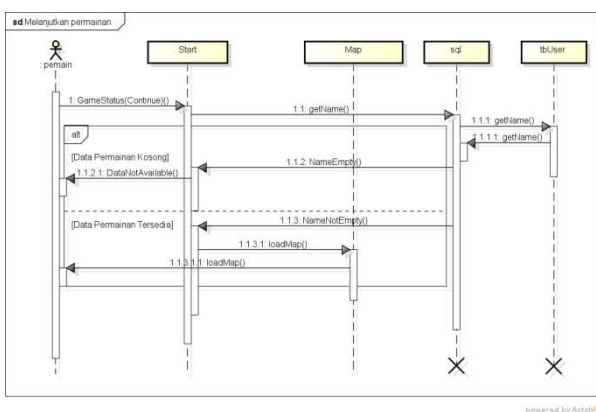 sd Melanjutkan permainan
: pemain
Start
Map
sql
tbUser
1: GameStatus(Continue)()
1.1: getName()
1.1.1: getName()
1.1.1.1: getName()
alt
[Data Permainan Kosong]
1.1.2: NameEmpty()
1.1.2.1: DataNotAvailable()
[Data Permainan Tersedia]
1.1.3: NameNotEmpty()
1.1.3.1: loadMap()
1.1.3.1.1: loadMap()
powered by Astah